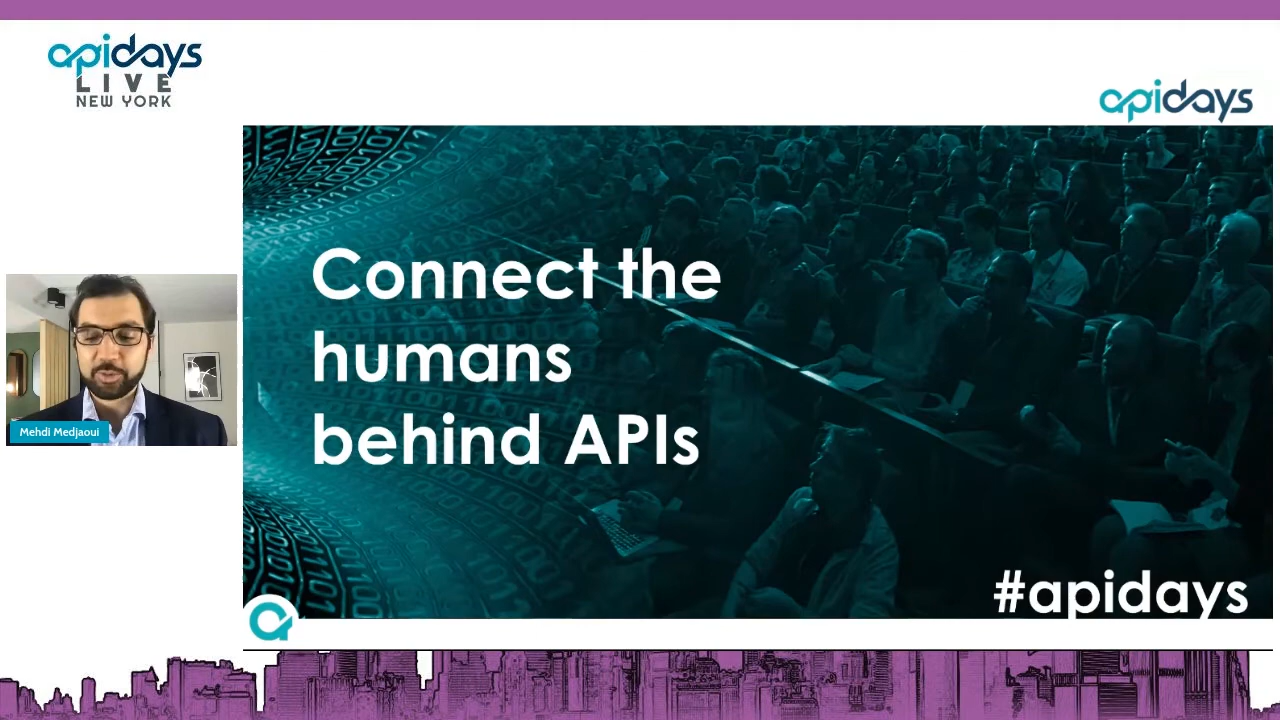 apidays
LIVE
NEW YORK
apidays
Connect the
humans
behind APIs
Mehdi Medjaoui
#apidays